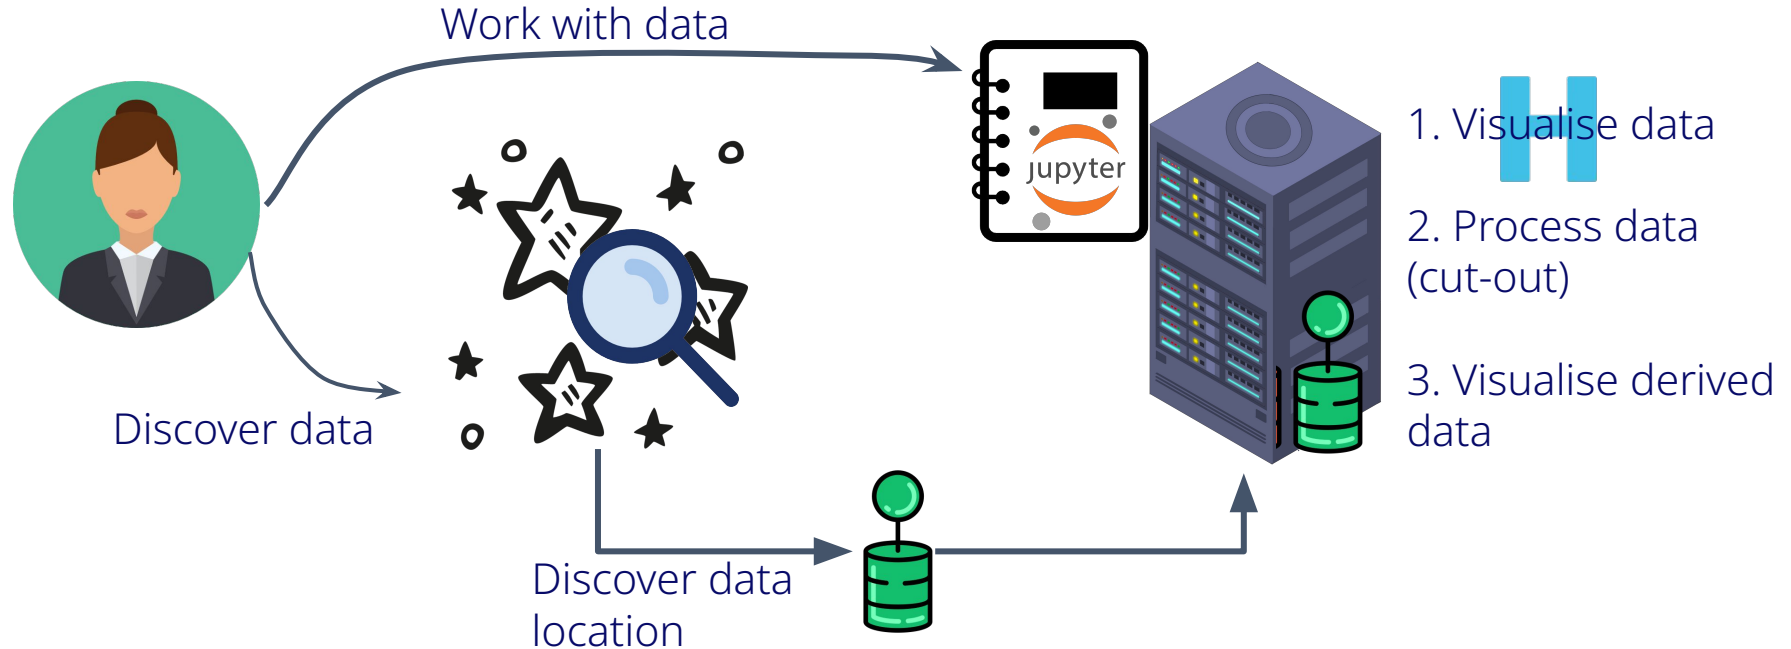 Work with data
jupyter
1. Visualise data
2. Process data
(cut-out)
3. Visualise derived
data
Discover data
Discover data
location